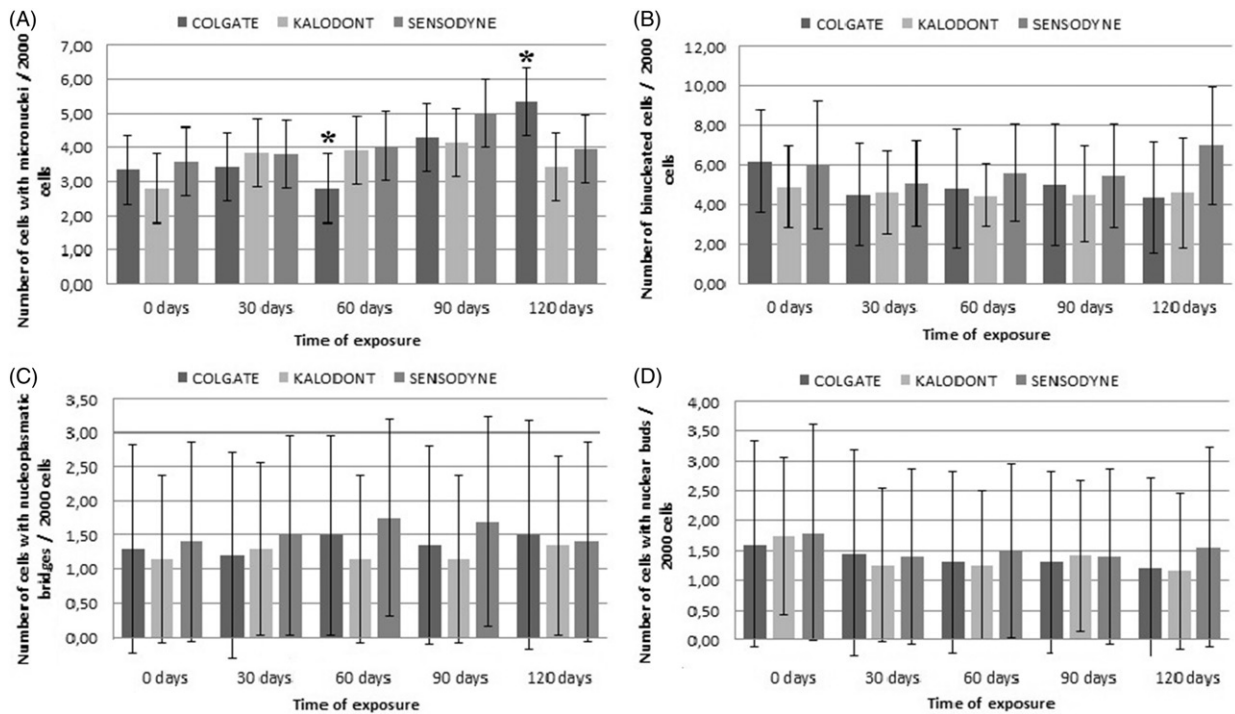 (A)
COLGATE KALODONT SENSODYNE
Number of cells with micronuclei / 2000
cells
7,00
6,00
5,00
4,00
3,00
2,00
1,00
0,00
*
*
0 days 30 days 60 days 90 days 120 days
Time of exposure
(B)
COLGATE KALODONT SENSODYNE
Number of binucleated cells / 2000
cells
12,00
10,00
8,00
6,00
4,00
2,00
0,00
0 days 30 days 60 days 90 days 120 days
Time of exposure
(C)
COLGATE KALODONT SENSODYNE
Number of cells with nucleoplasmatic
bridges / 2000 cells
3,50
3,00
2,50
2,00
1,50
1,00
0,50
0,00
0 days 30 days 60 days 90 days 120 days
Time of exposure
(D)
COLGATE KALODONT SENSODYNE
Number of cells with nuclear buds /
2000 cells
4,00
3,50
3,00
2,50
2,00
1,50
1,00
0,50
0,00
0 days 30 days 60 days 90 days 120 days
Time of exposure